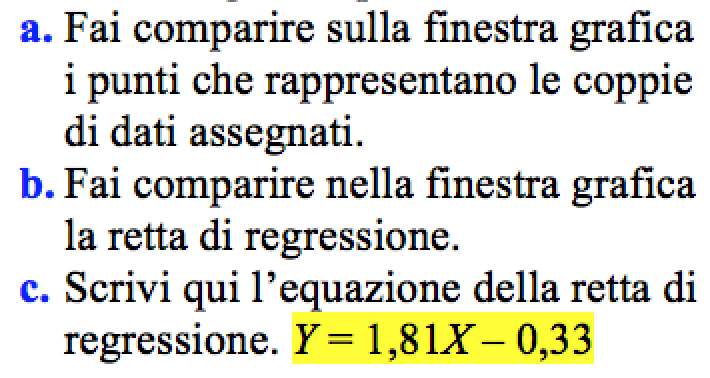 a. Fai comparire sulla finestra grafica
i punti che rappresentano le coppie
di dati assegnati.
b. Fai comparire nella finestra grafica
la retta di regressione.
c. Scrivi qui l’equazione della retta di
regressione. Y = 1,81X – 0,33